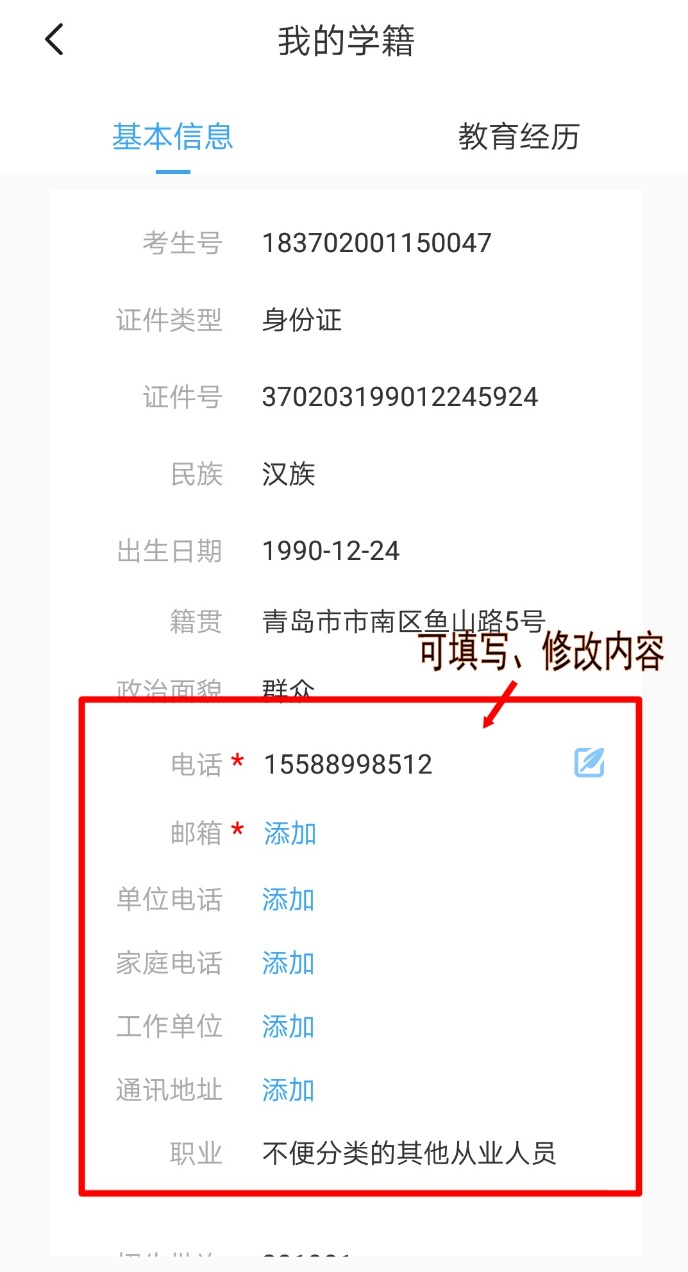 我的学籍
基本信息 教育经历
考生号 183702001150047
证件类型 身份证
证件号 370203199012245924
民族 汉族
出生日期 1990-12-24
籍贯 青岛市市南区鱼山路5号
可填写、修改内容
政治面貌 群众
电话 * 15588998512
邮箱 * 添加
单位电话 添加
家庭电话 添加
工作单位 添加
通讯地址 添加
职业 不便分类的其他从业人员